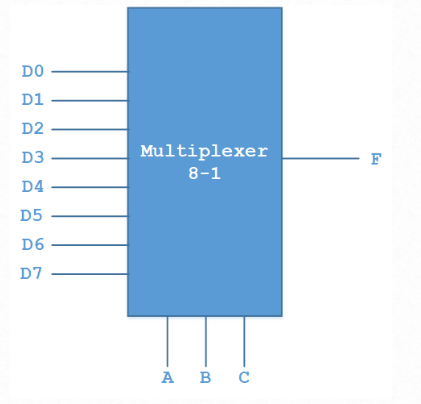 D0
D1
D2
D3
D4
D5
D6
D7
Multiplexer
8-1
F
A B C